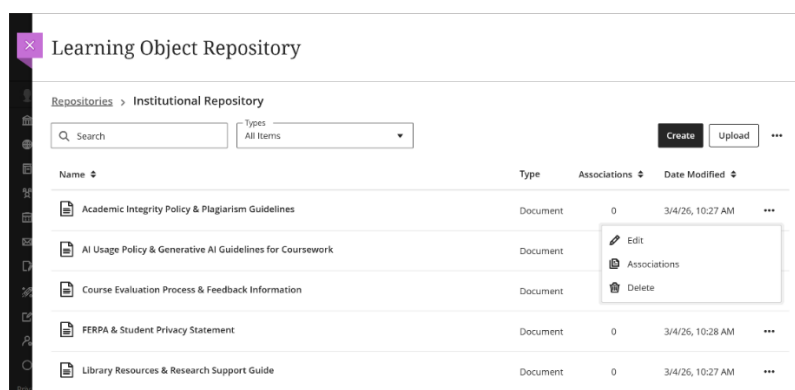 Learning Object Repository
Repositories > Institutional Repository
Search
Types
All Items
Create
Upload
Name
Type
Associations
Date Modified
Academic Integrity Policy & Plagiarism Guidelines
Document
0
3/4/26, 10:27 AM
Edit
Associations
Delete
AI Usage Policy & Generative AI Guidelines for Coursework
Document
Course Evaluation Process & Feedback Information
Document
FERPA & Student Privacy Statement
Document
0
3/4/26, 10:28 AM
Library Resources & Research Support Guide
Document
0
3/4/26, 10:27 AM